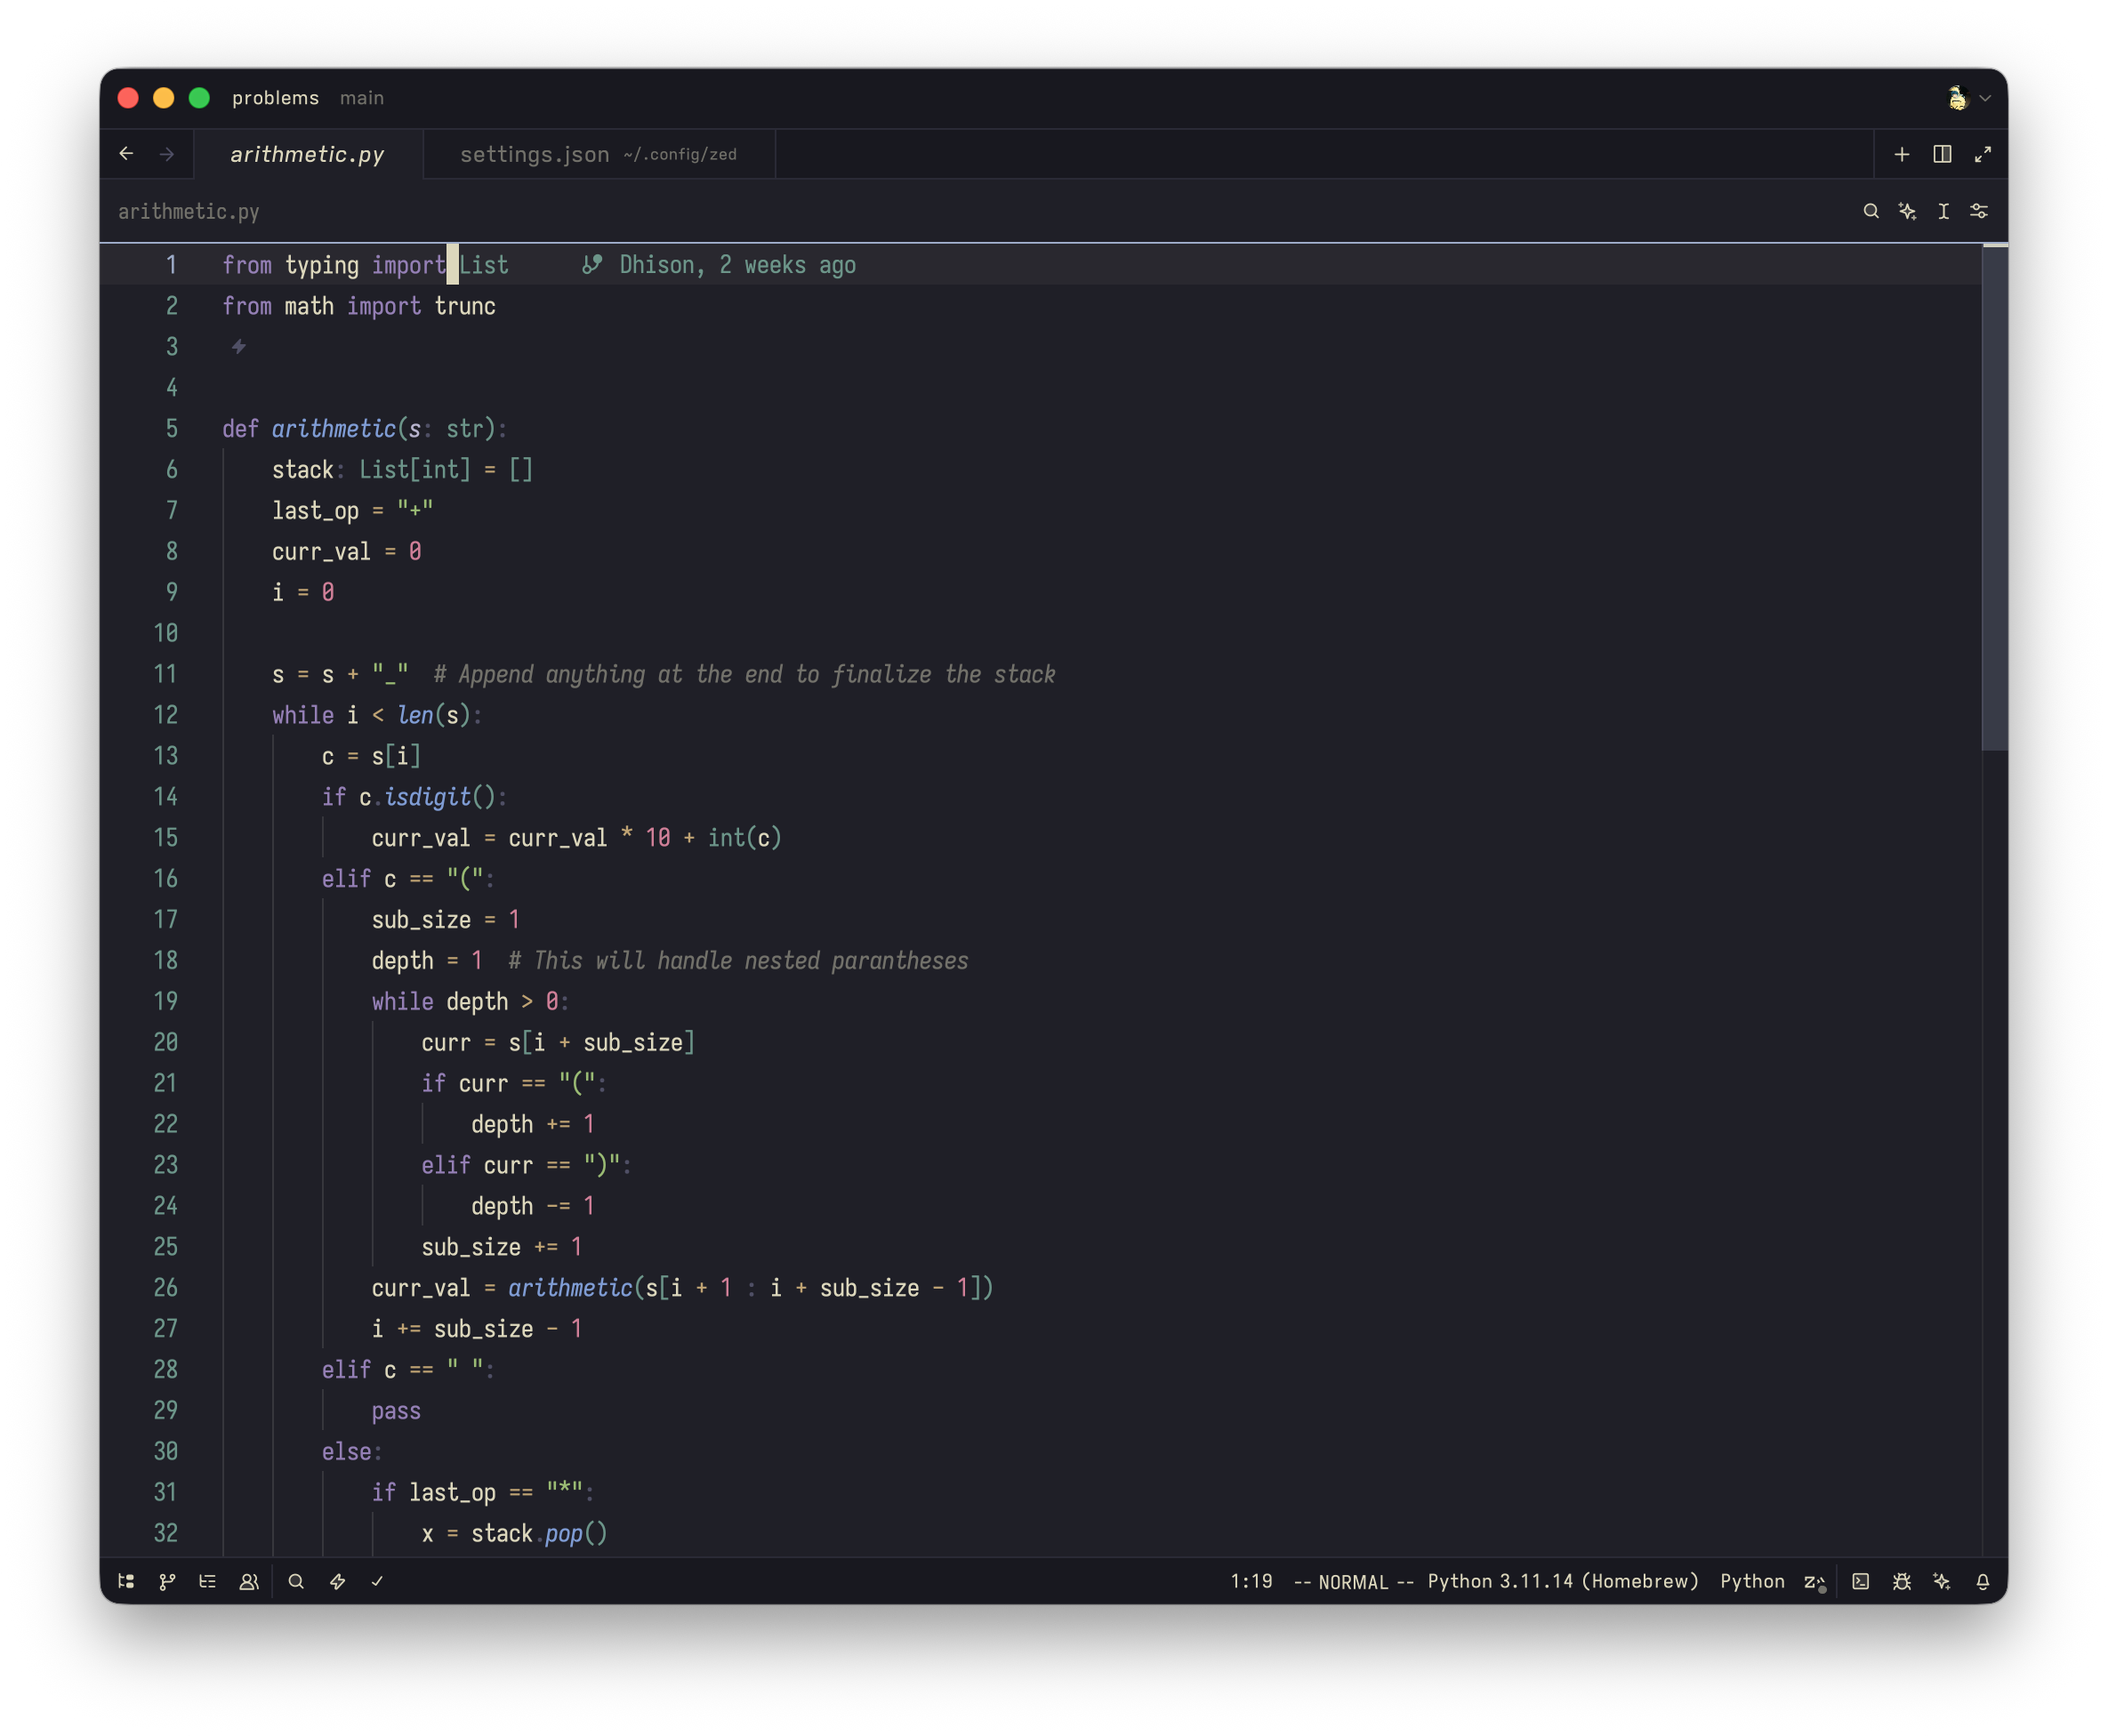 problems main
arithmetic.py settings.json ~/.config/zed
arithmetic.py
1 from typing import List Dhison, 2 weeks ago
2 from math import trunc
3
4
5 def arithmetic(s: str):
6 stack: List[int] = []
7 last_op = "+"
8 curr_val = 0
9 i = 0
10
11 s = s + "_"  # Append anything at the end to finalize the stack
12 while i < len(s):
13 c = s[i]
14 if c.isdigit():
15 curr_val = curr_val * 10 + int(c)
16 elif c == "(":
17 sub_size = 1
18 depth = 1  # This will handle nested parantheses
19 while depth > 0:
20 curr = s[i + sub_size]
21 if curr == "(":
22 depth += 1
23 elif curr == ")":
24 depth -= 1
25 sub_size += 1
26 curr_val = arithmetic(s[i + 1 : i + sub_size - 1])
27 i += sub_size - 1
28 elif c == " ":
29 pass
30 else:
31 if last_op == "*":
32 x = stack.pop()
1:19 -- NORMAL -- Python 3.11.14 (Homebrew) Python